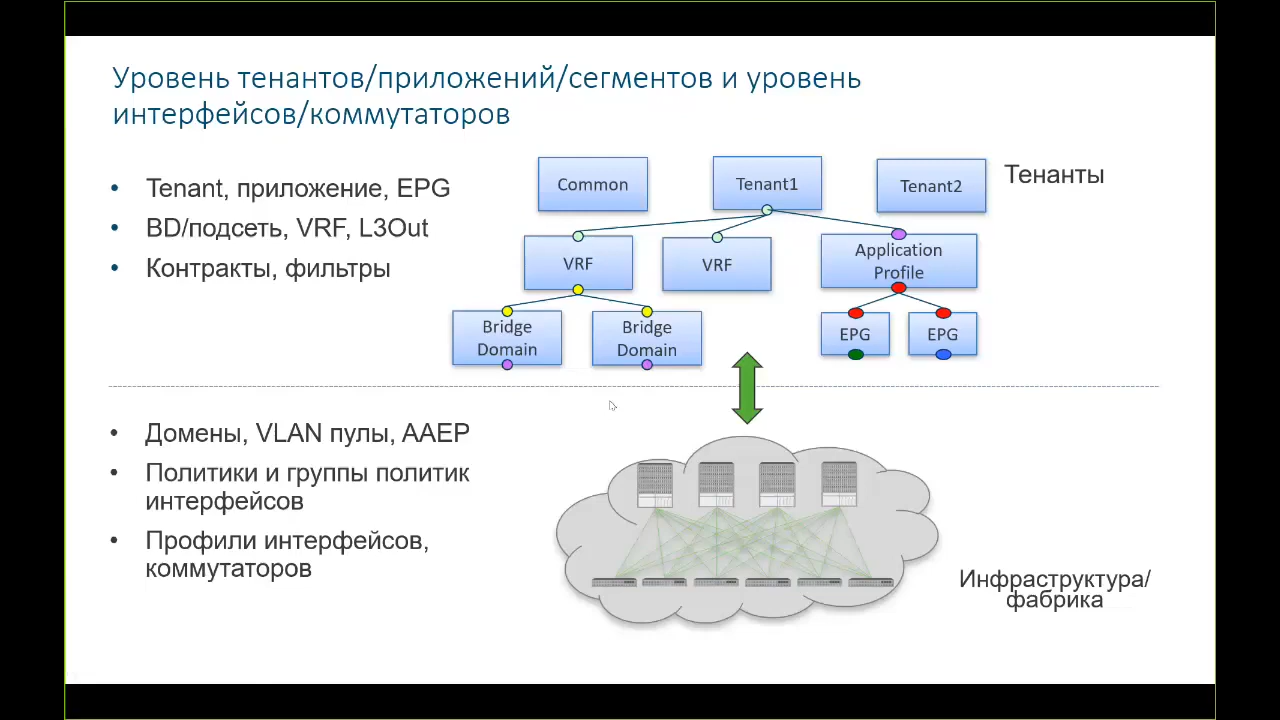 Уровень тенантов/приложений/сегментов и уровень
интерфейсов/коммутаторов
• Tenant, приложение, EPG
• BD/подсеть, VRF, L3Out
• Контракты, фильтры
Common
Tenant1
Tenant2
Тенанты
VRF
VRF
Application
Profile
Bridge
Domain
Bridge
Domain
EPG
EPG
• Домены, VLAN пулы, AAEP
• Политики и группы политик
интерфейсов
• Профили интерфейсов,
коммутаторов
Инфраструктура/
фабрика